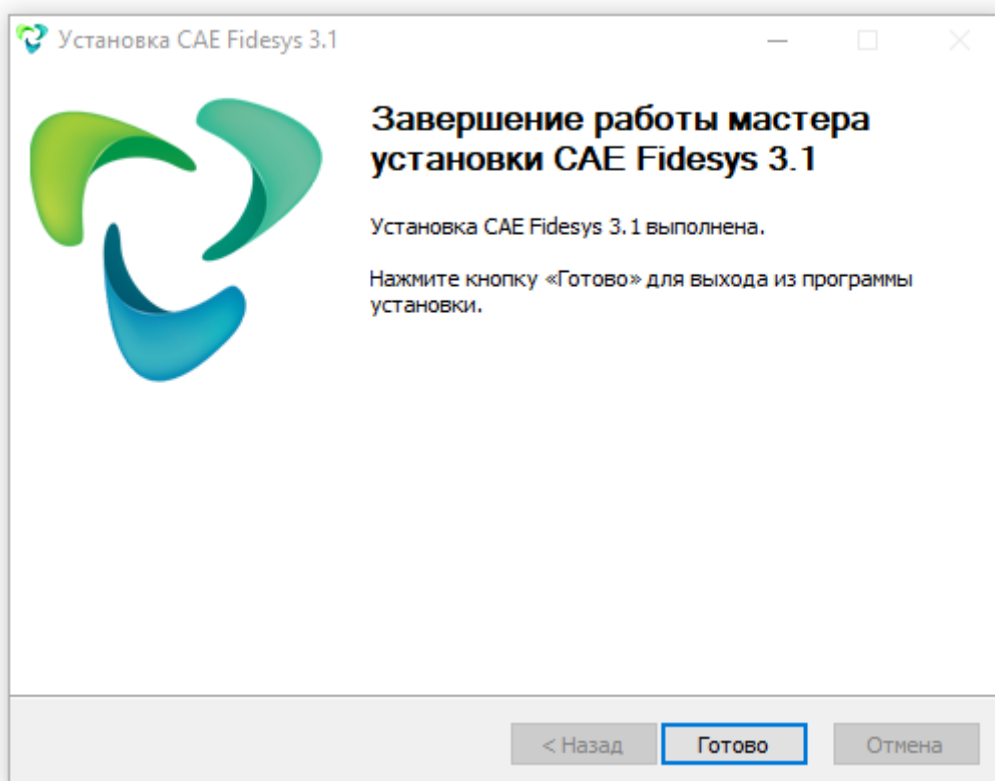 Установка CAE Fidesys 3.1
Завершение работы мастера
установки CAE Fidesys 3.1
Установка CAE Fidesys 3.1 выполнена.
Нажмите кнопку «Готово» для выхода из программы
установки.
< Назад
Готово
Отмена